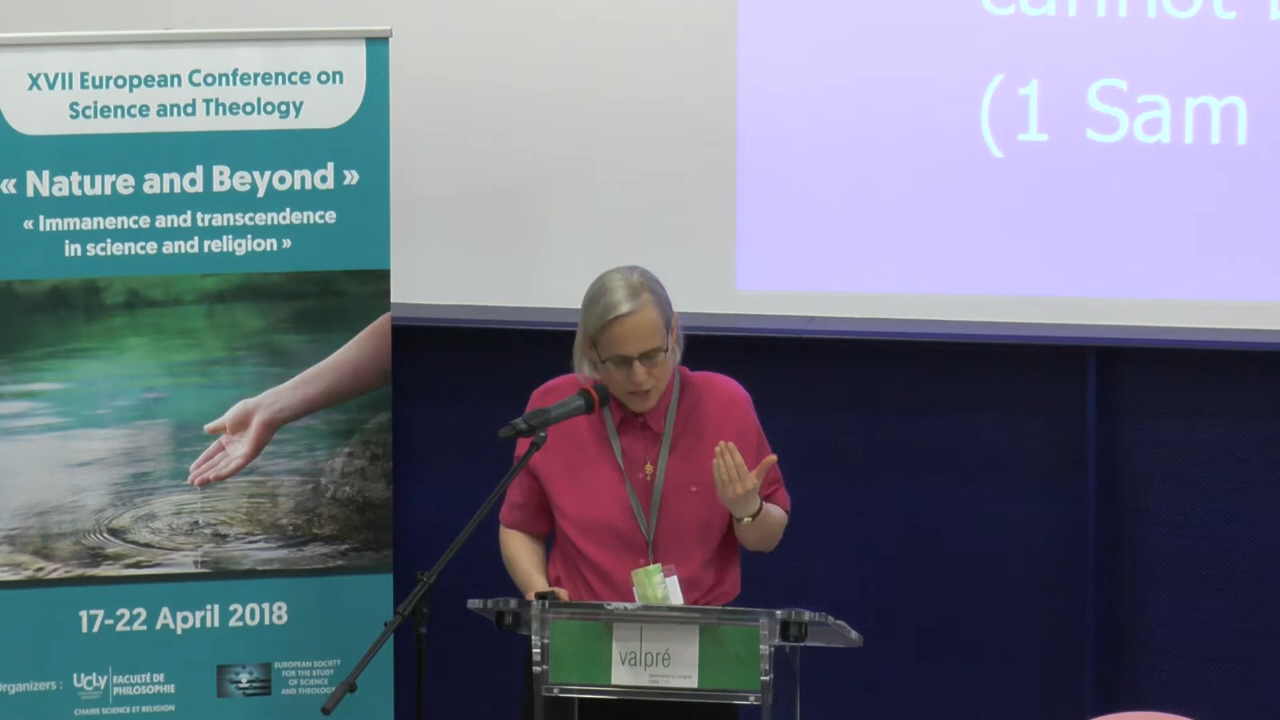 XVII European Conference on
Science and Theology
« Nature and Beyond »
« Immanence and transcendence
in science and religion »
17-22 April 2018
Organizers :
UCLy
FACULTÉ DE
PHILOSOPHIE
CHAIRE SCIENCE ET RELIGION
EUROPEAN SOCIETY
FOR THE STUDY
OF SCIENCE
AND THEOLOGY
cannot
(1 Sam
valpré